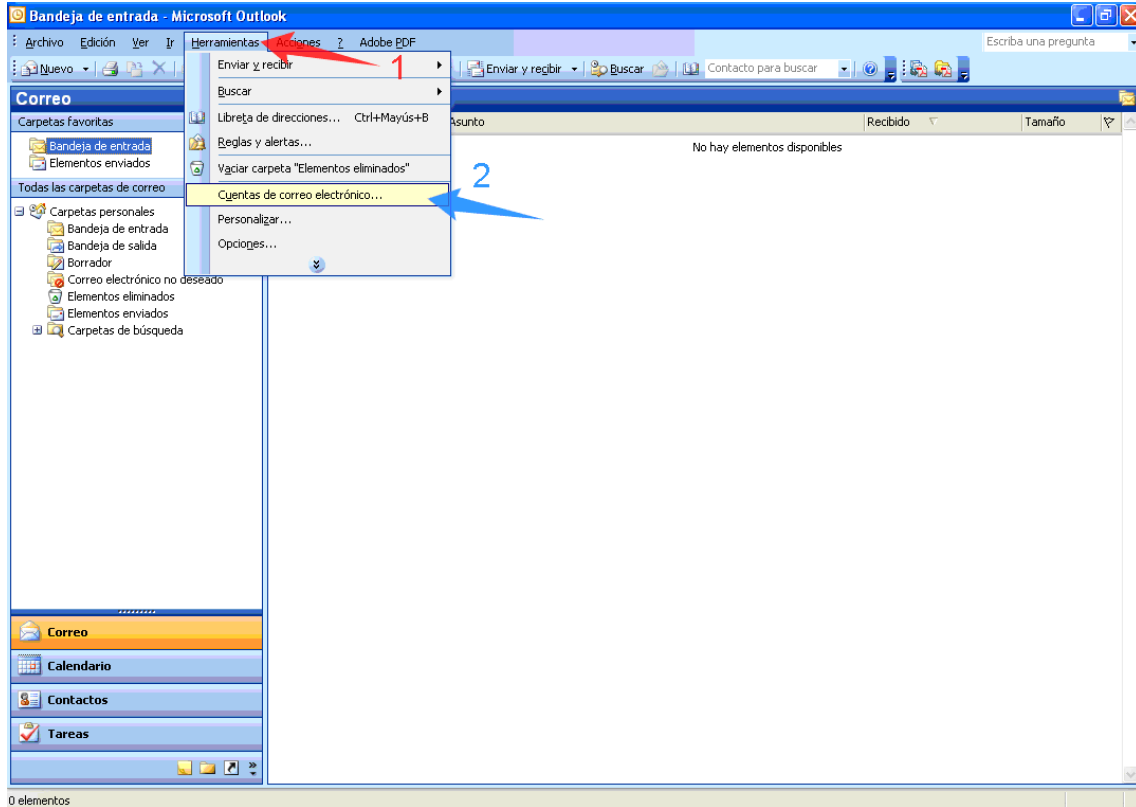 Bandeja de entrada - Microsoft Outlook
Archivo Edición Ver Ir Herramientas Acciones ? Adobe PDF Escriba una pregunta
1
Nuevo Enviar y recibir Buscar Contacto para buscar
Enviar y recibir
Buscar
Libreta de direcciones... Ctrl+Mayús+B
Reglas y alertas...
Vaciar carpeta "Elementos eliminados"
Cuentas de correo electrónico...
2
Personalizar...
Opciones...
Correo
Carpetas favoritas
Bandeja de entrada
Elementos enviados
Todas las carpetas de correo
Carpetas personales
Bandeja de entrada
Bandeja de salida
Borrador
Correo electrónico no deseado
Elementos eliminados
Elementos enviados
Carpetas de búsqueda
Asunto Recibido Tamaño
No hay elementos disponibles
Correo
Calendario
Contactos
Tareas
0 elementos